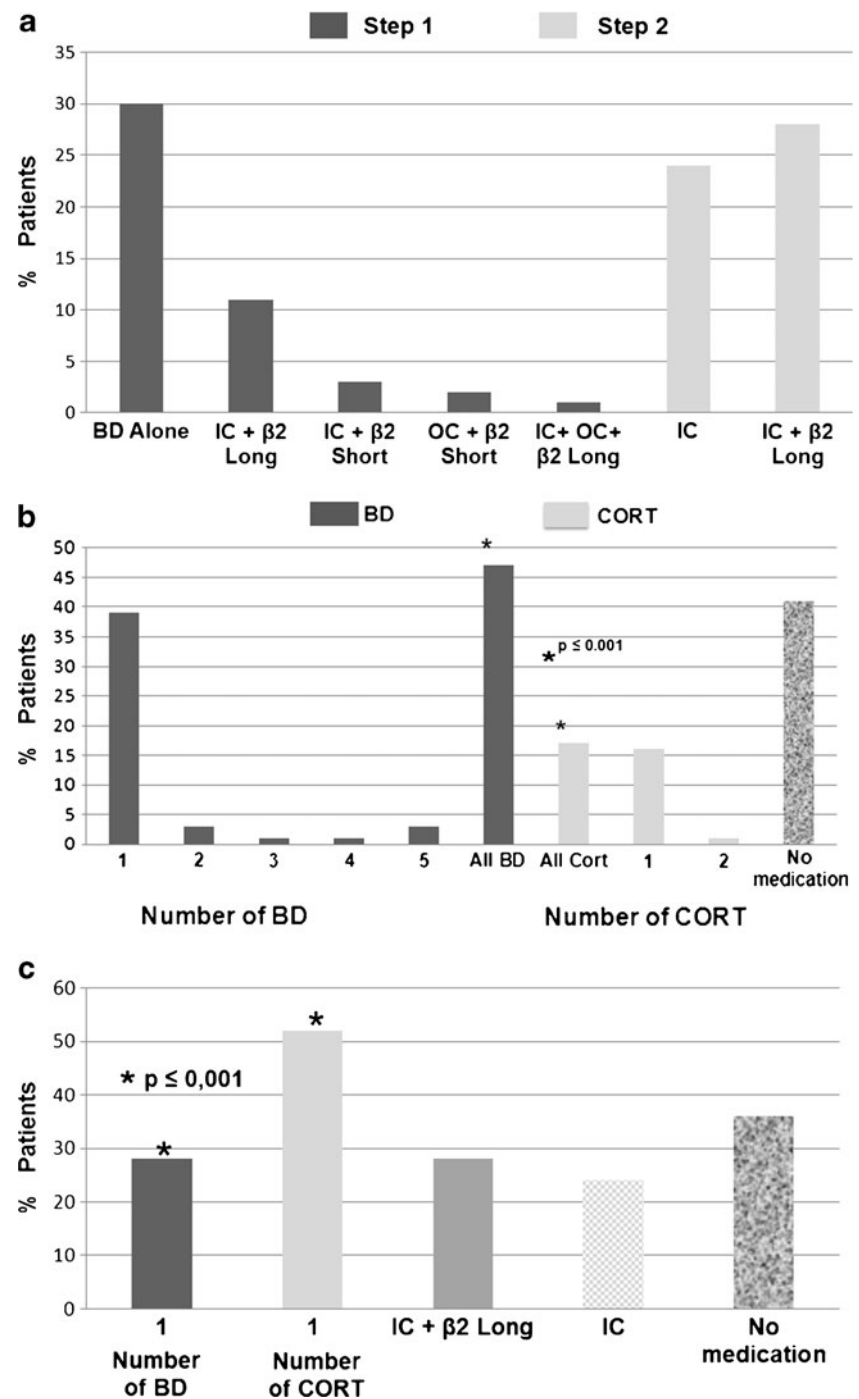 a
Step 1 Step 2
% Patients
35
30
25
20
15
10
5
0
BD Alone IC + β2 IC + β2 OC + β2 IC+ OC+ IC IC + β2
Long Short Short β2 Long Long
b
BD CORT
% Patients
50
45
40
35
30
25
20
15
10
5
0
*
* p ≤ 0.001
*
1 2 3 4 5 All BD All Cort 1 2 No
medication
Number of BD Number of CORT
c
% Patients
60
50
40
30
20
10
0
*
* p ≤ 0,001
*
1 1 IC + β2 Long IC No
Number Number medication
of BD of CORT